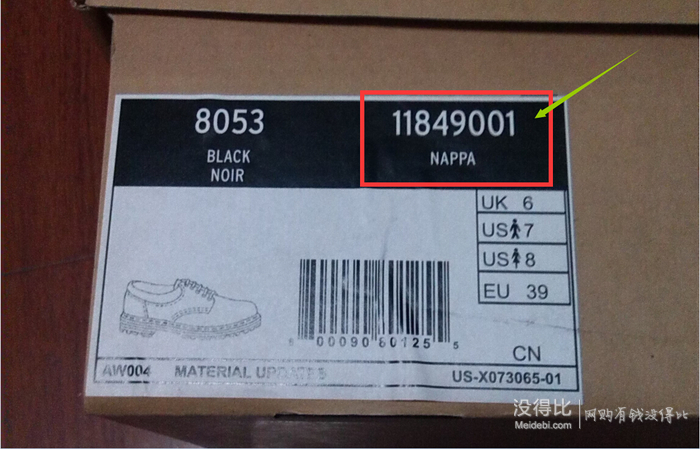 8053
BLACK
NOIR
11849001
NAPPA
UK 6
US 7
US 8
EU 39
CN
AW004 MATERIAL UPDATES
US-X073065-01
没得比
Meidebi.com
网购有钱没得比